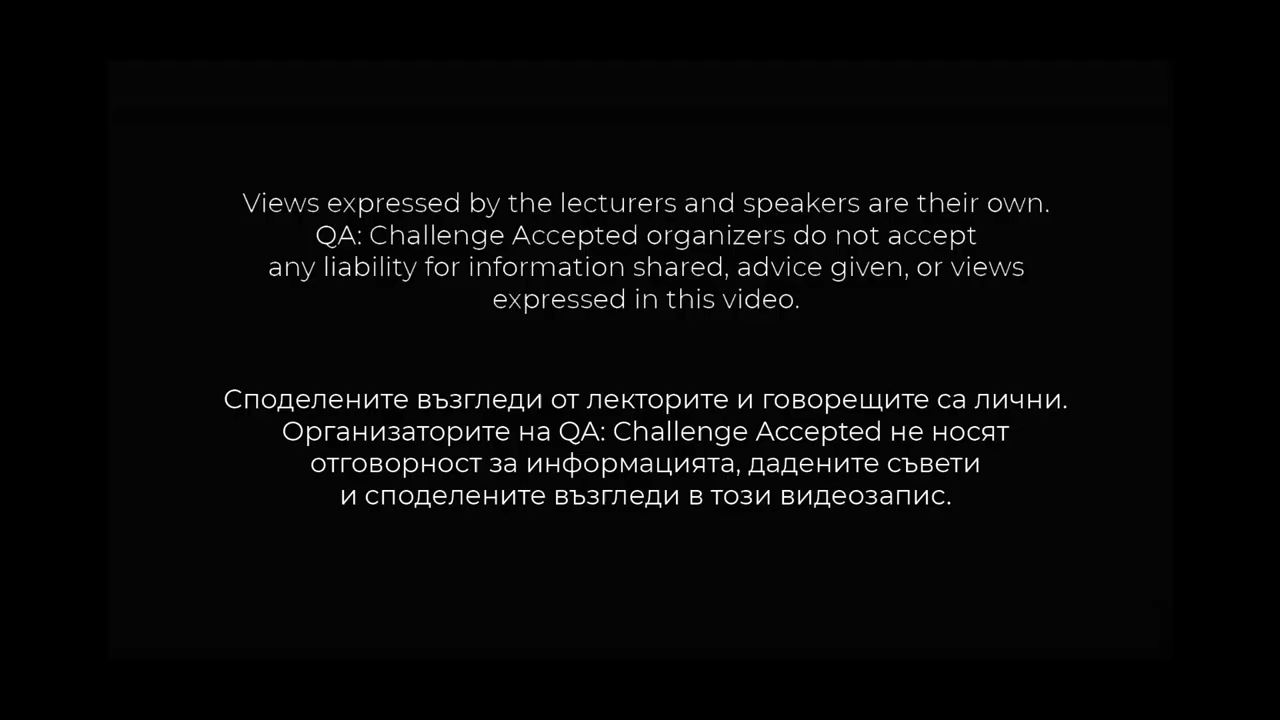 Views expressed by the lecturers and speakers are their own.
QA: Challenge Accepted organizers do not accept
any liability for information shared, advice given, or views
expressed in this video.
Споделените възгледи от лекторите и говорещите са лични.
Организаторите на QA: Challenge Accepted не носят
отговорност за информацията, дадените съвети
и споделените възгледи в този видеозапис.